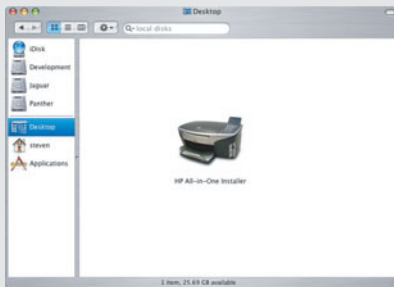 Desktop
local disks
iDisk
Development
Jaguar
Panther
Desktop
steven
Applications
HP All-in-One Installer
1 item, 25.69 GB available